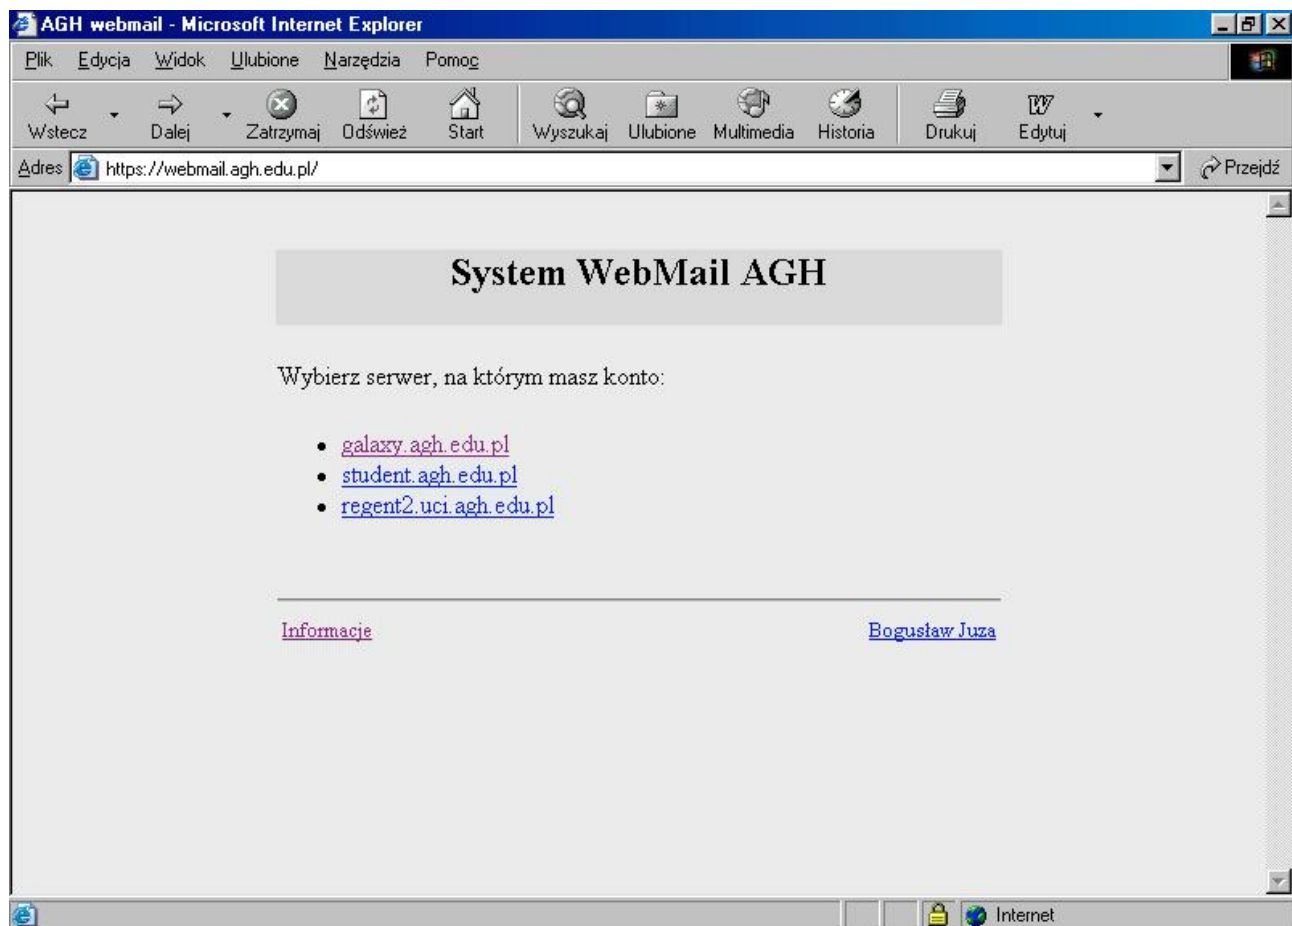 AGH webmail - Microsoft Internet Explorer
Plik Edycja Widok Ulubione Narzędzia Pomoc
Wstecz Dalej Zatrzymaj Odśwież Start Wyszukaj Ulubione Multimedia Historia Drukuj Edytuj
Adres https://webmail.agh.edu.pl/ Przejdź
System WebMail AGH
Wybierz serwer, na którym masz konto:
galaxy.agh.edu.pl
student.agh.edu.pl
regent2.uci.agh.edu.pl
Informacje Bogusław Juza
Internet